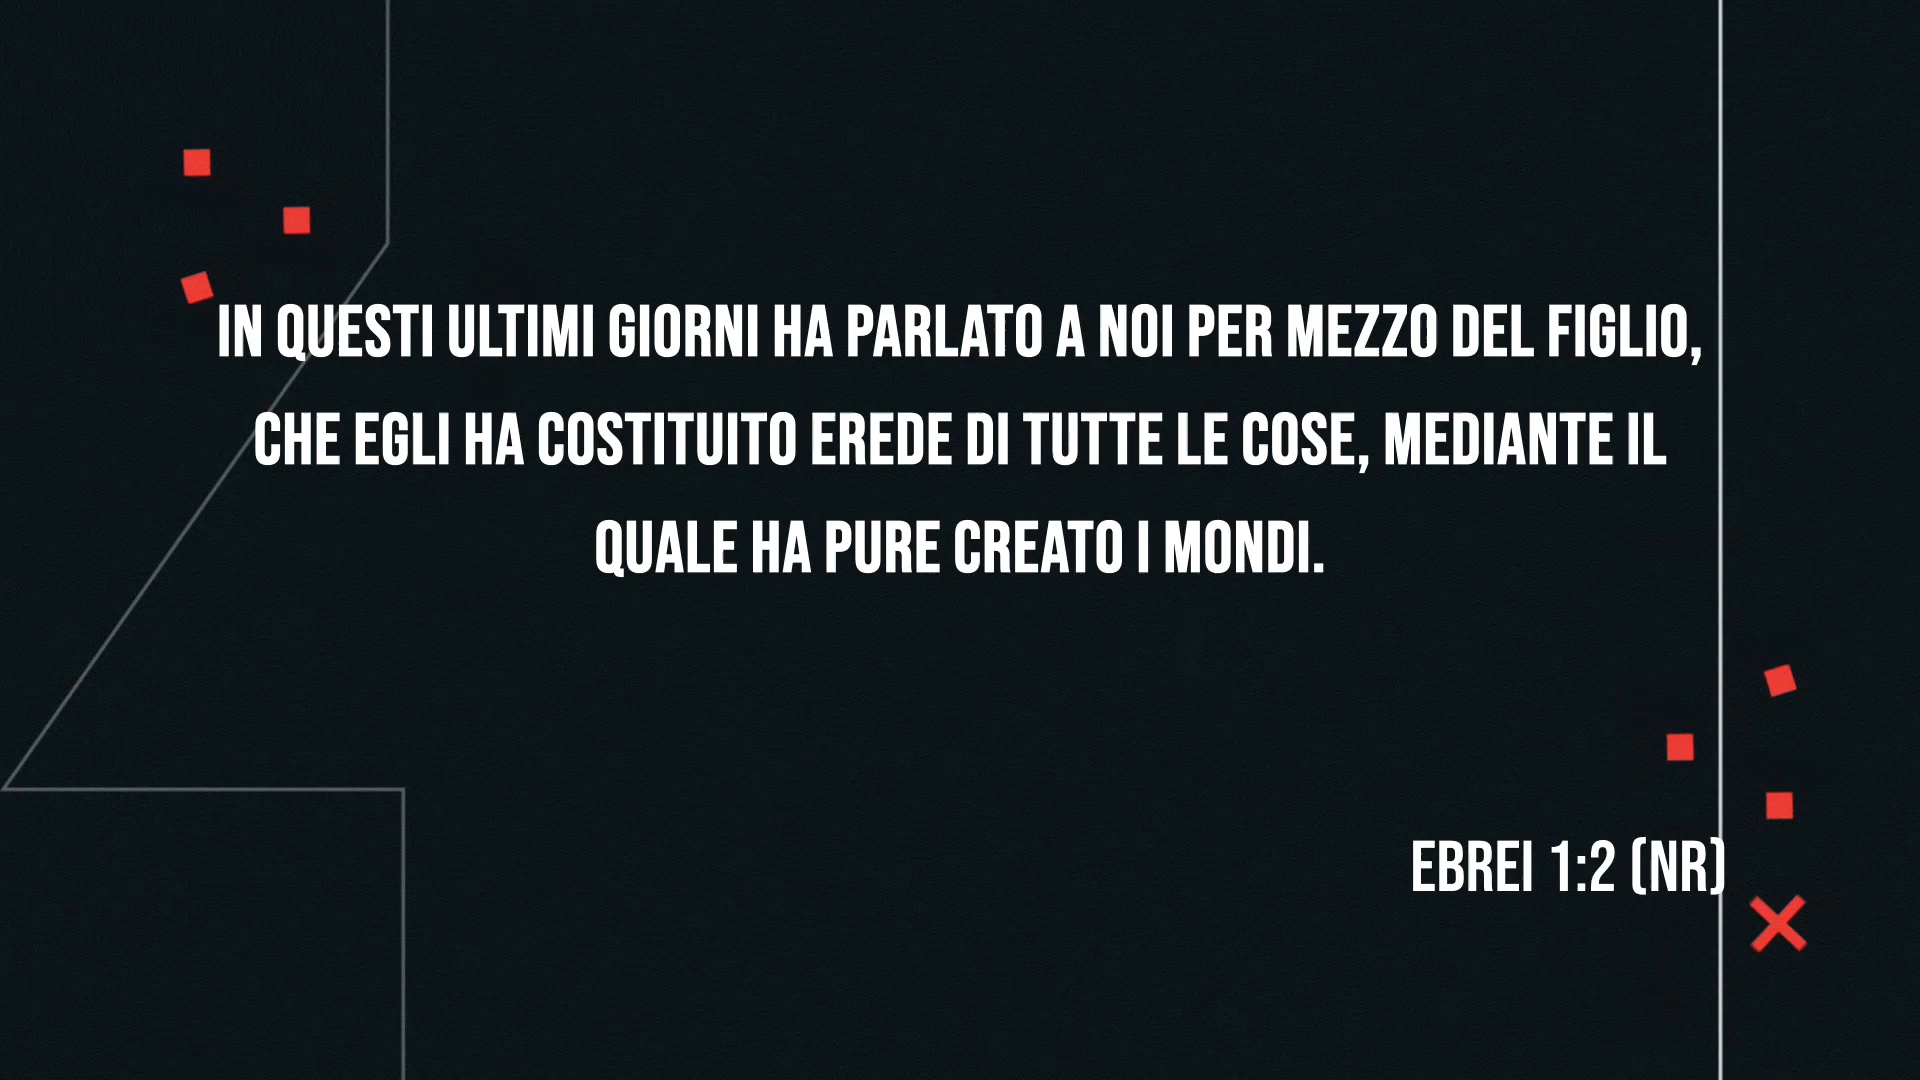 IN QUESTI ULTIMI GIORNI HA PARLATO A NOI PER MEZZO DEL FIGLIO,
CHE EGLI HA COSTITUITO EREDE DI TUTTE LE COSE, MEDIANTE IL
QUALE HA PURE CREATO I MONDI.
EBREI 1:2 (NR)